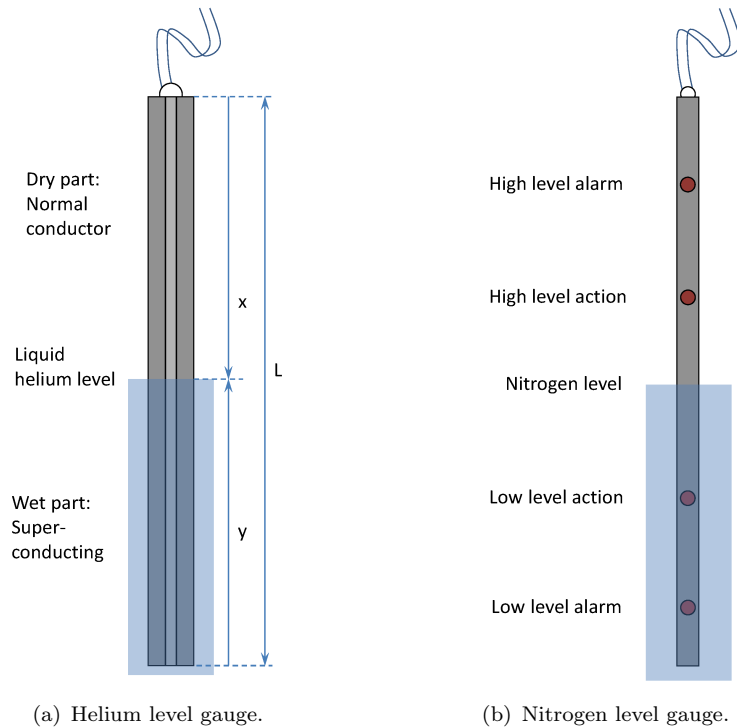 Dry part:
Normal
conductor
x
L
Liquid
helium level
Wet part:
Super-
conducting
y
(a) Helium level gauge.
High level alarm
High level action
Nitrogen level
Low level action
Low level alarm
(b) Nitrogen level gauge.